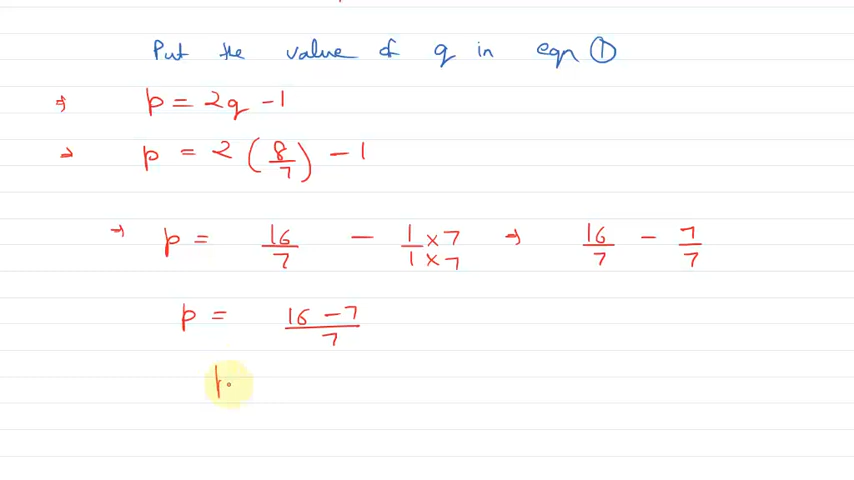 Put the value of q in eqn ①
⇒ p = 2q - 1
⇒ p = 2 (8/7) - 1
⇒ p = 16/7 - 1×7/1×7 ⇒ 16/7 - 7/7
p = 16-7/7
p